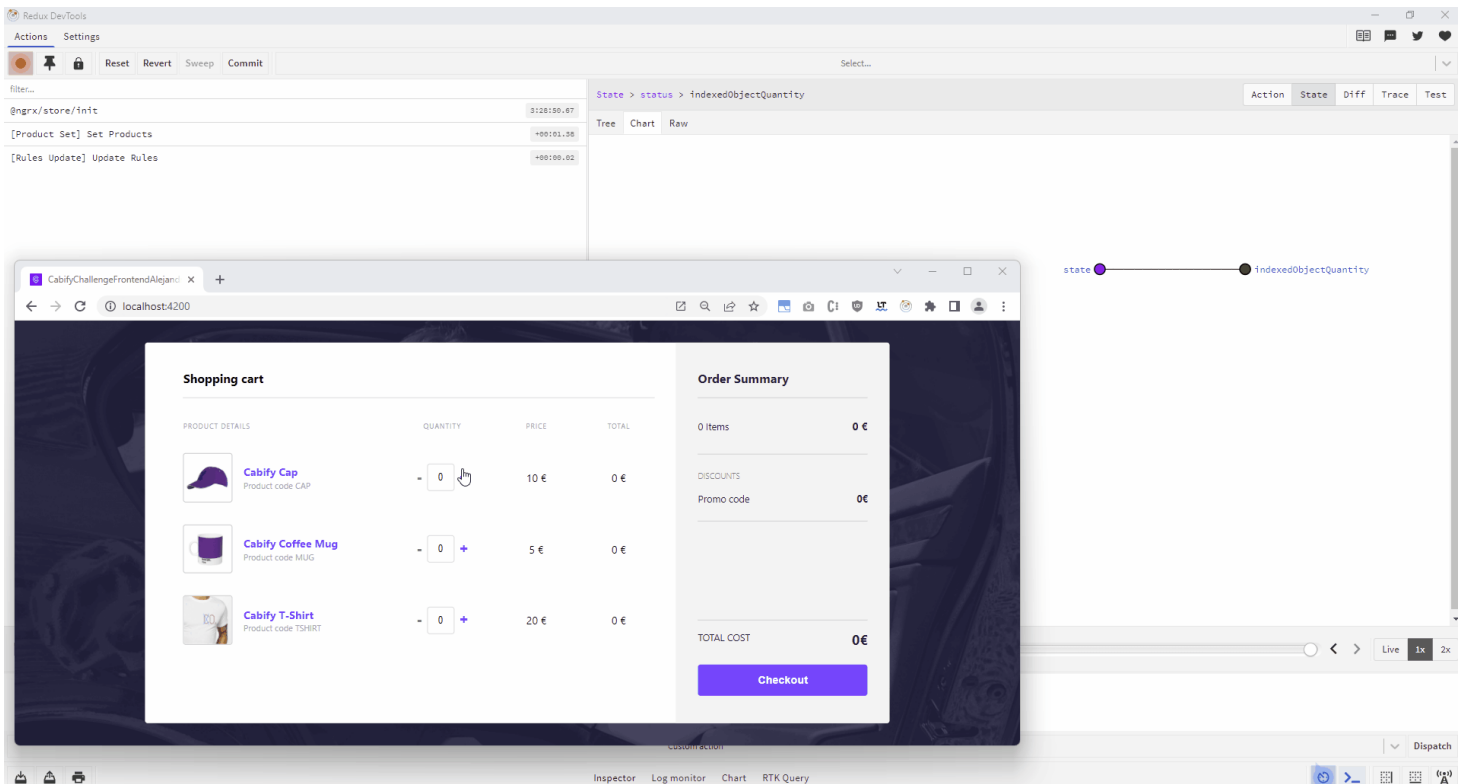 Redux DevTools
Actions Settings
Reset Revert Sweep Commit Select...
filter...
@ngrx/store/init 3:28:50.67
[Product Set] Set Products +00:01.36
[Rules Update] Update Rules +00:00.02
State > status > indexedObjectQuantity
Action State Diff Trace Test
Tree Chart Raw
state indexedObjectQuantity
CabifyChallengeFrontendAlejand
localhost:4200
Shopping cart
PRODUCT DETAILS QUANTITY PRICE TOTAL
Cabify Cap
Product code CAP
- 0 10 € 0 €
Cabify Coffee Mug
Product code MUG
- 0 + 5 € 0 €
Cabify T-Shirt
Product code TSHIRT
- 0 + 20 € 0 €
Order Summary
0 Items 0 €
DISCOUNTS
Promo code 0€
TOTAL COST 0€
Checkout
Live 1x 2x
Custom action
Dispatch
Inspector Log monitor Chart RTK Query